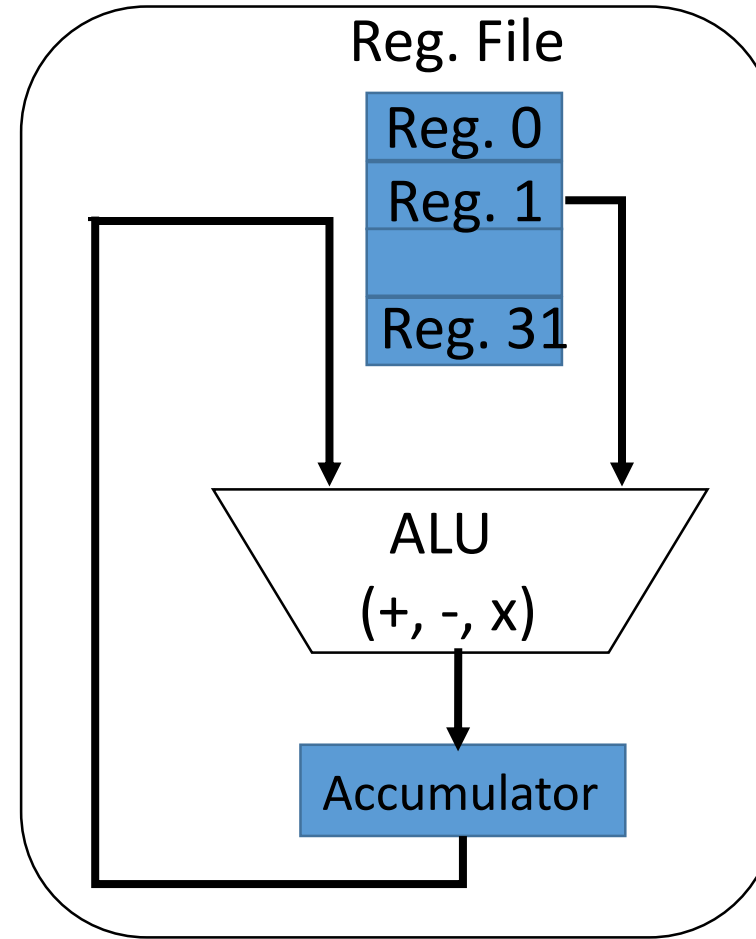 Reg. File
Reg. 0
Reg. 1
Reg. 31
ALU
(+, -, x)
Accumulator